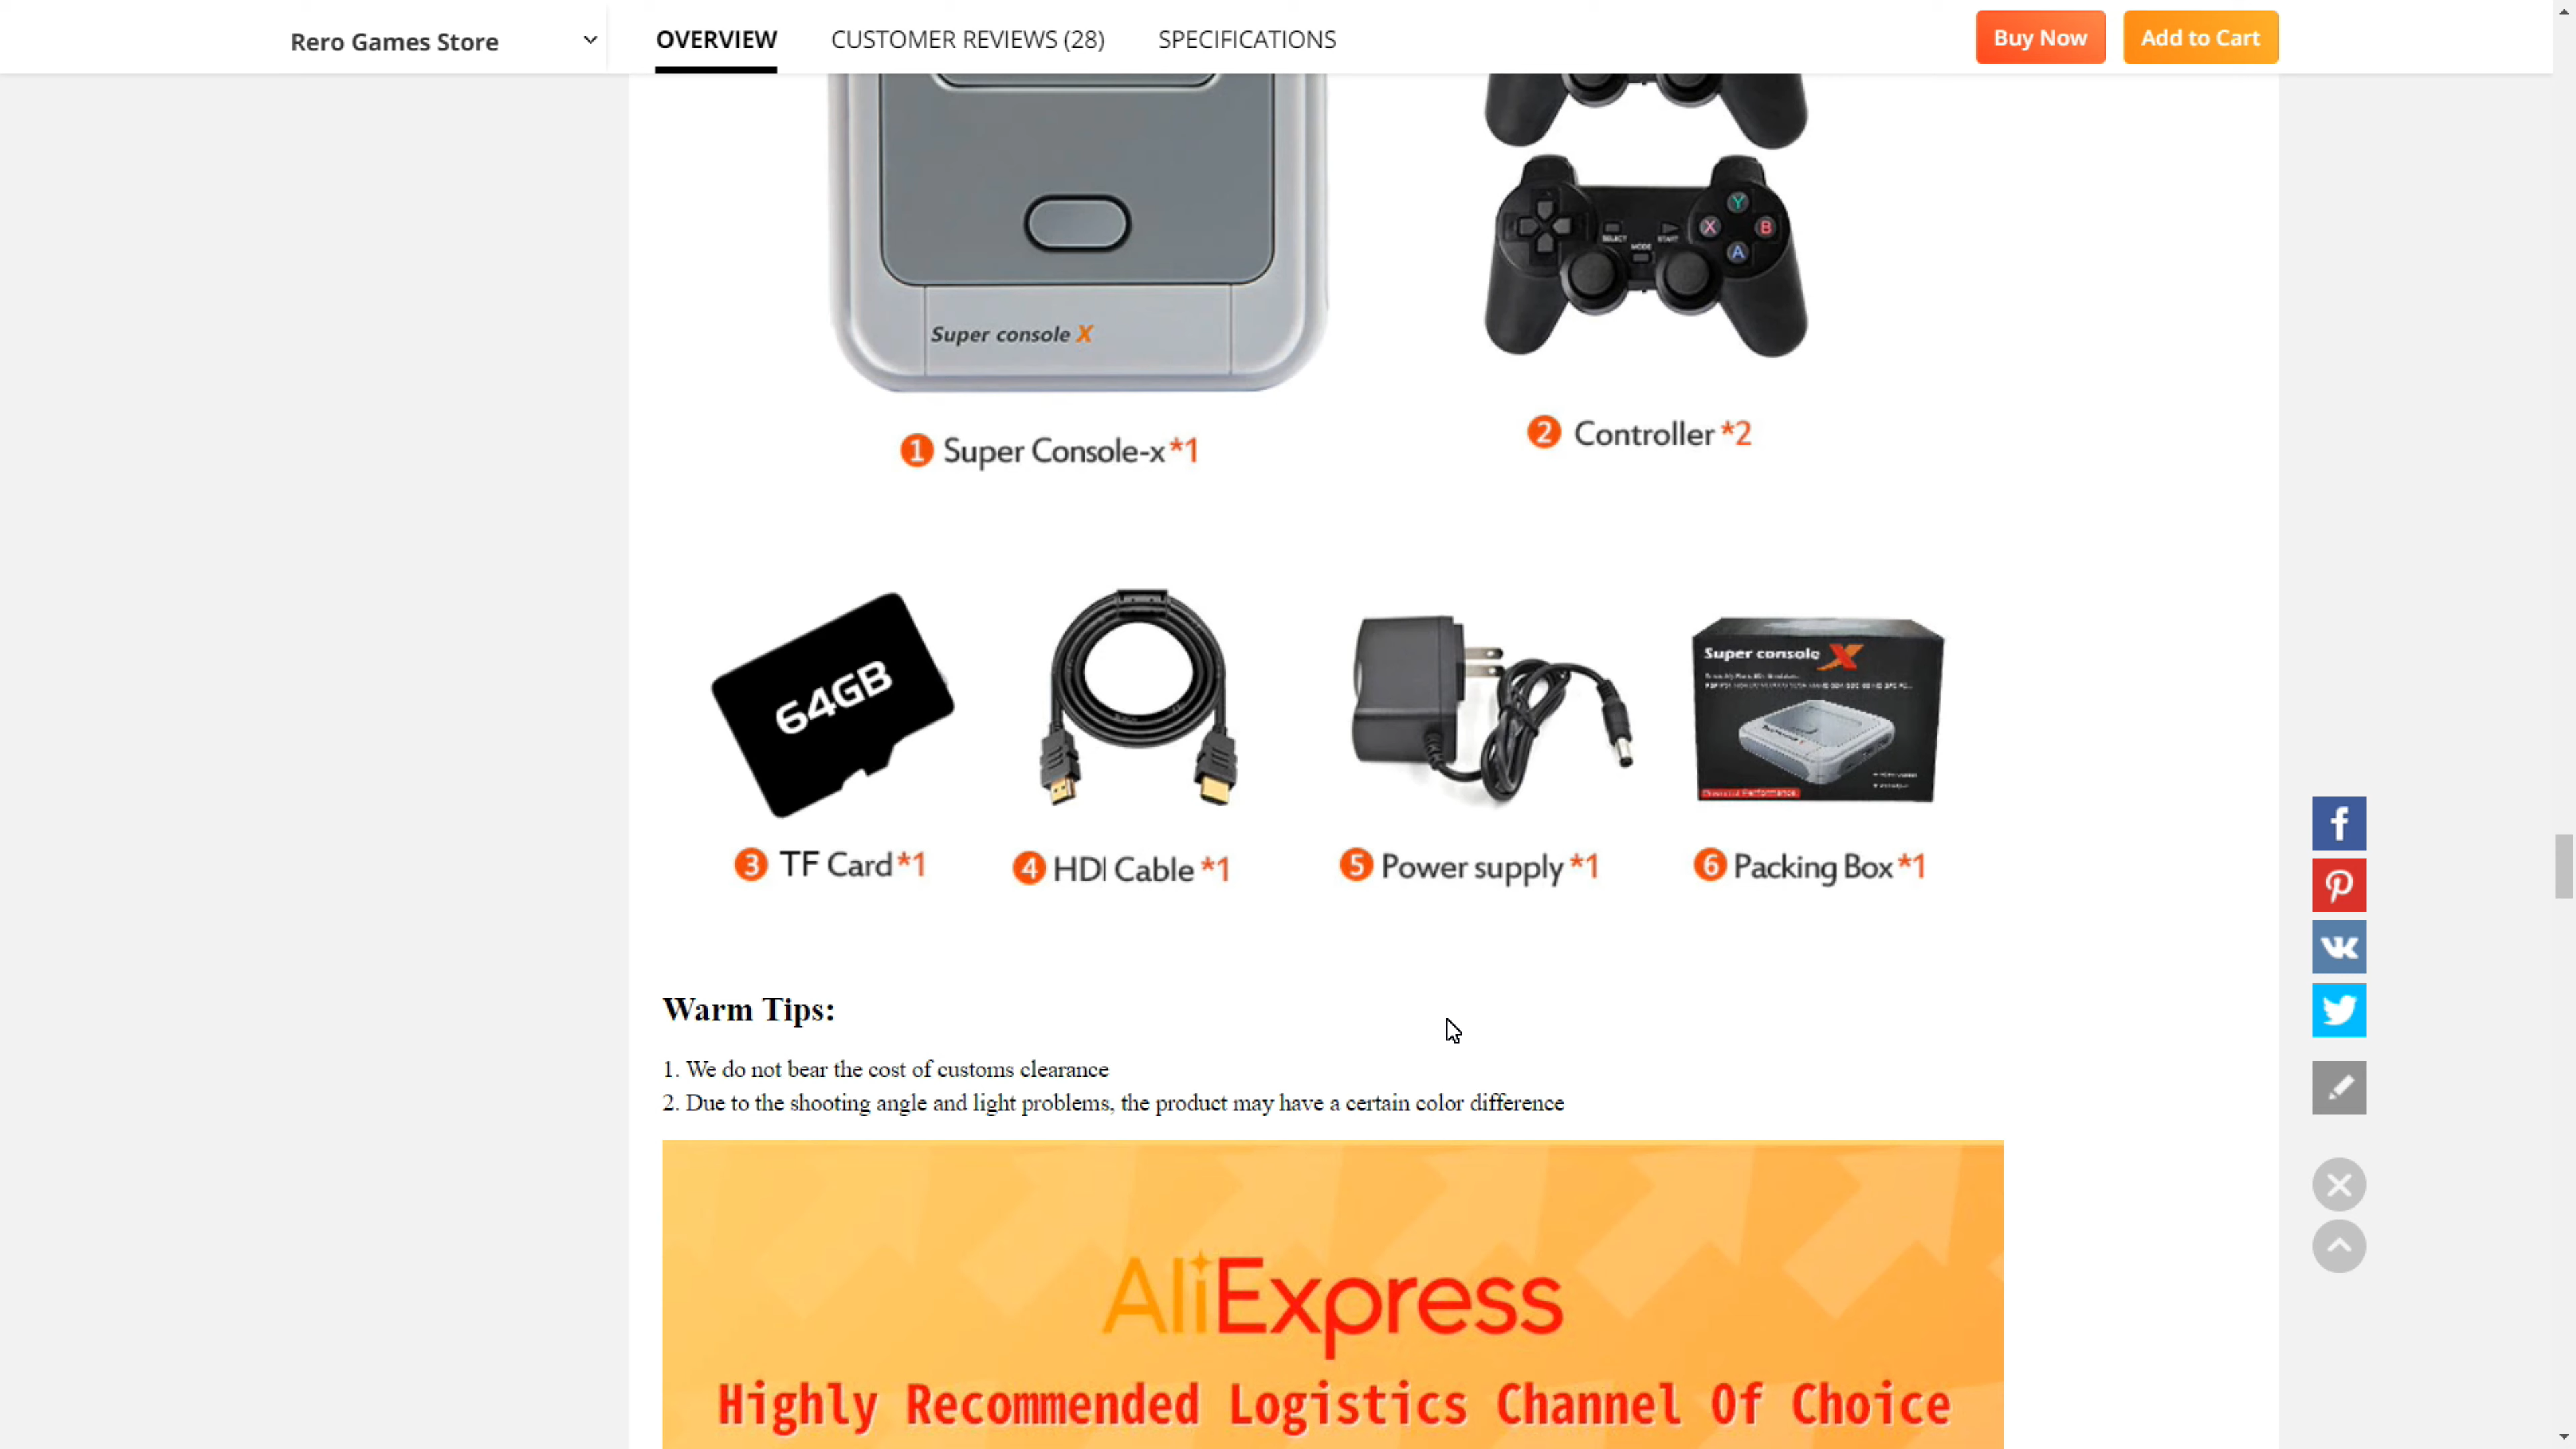 Rero Games Store
OVERVIEW
CUSTOMER REVIEWS (28)
SPECIFICATIONS
Buy Now
Add to Cart
SELECT
MODE
START
Y
X
B
A
Super console X
1 Super Console-x*1
2 Controller*2
64GB
Super console X
3 TF Card*1
4 HDI Cable*1
5 Power supply*1
6 Packing Box*1
Warm Tips:
1. We do not bear the cost of customs clearance
2. Due to the shooting angle and light problems, the product may have a certain color difference
AliExpress
Highly Recommended Logistics Channel Of Choice